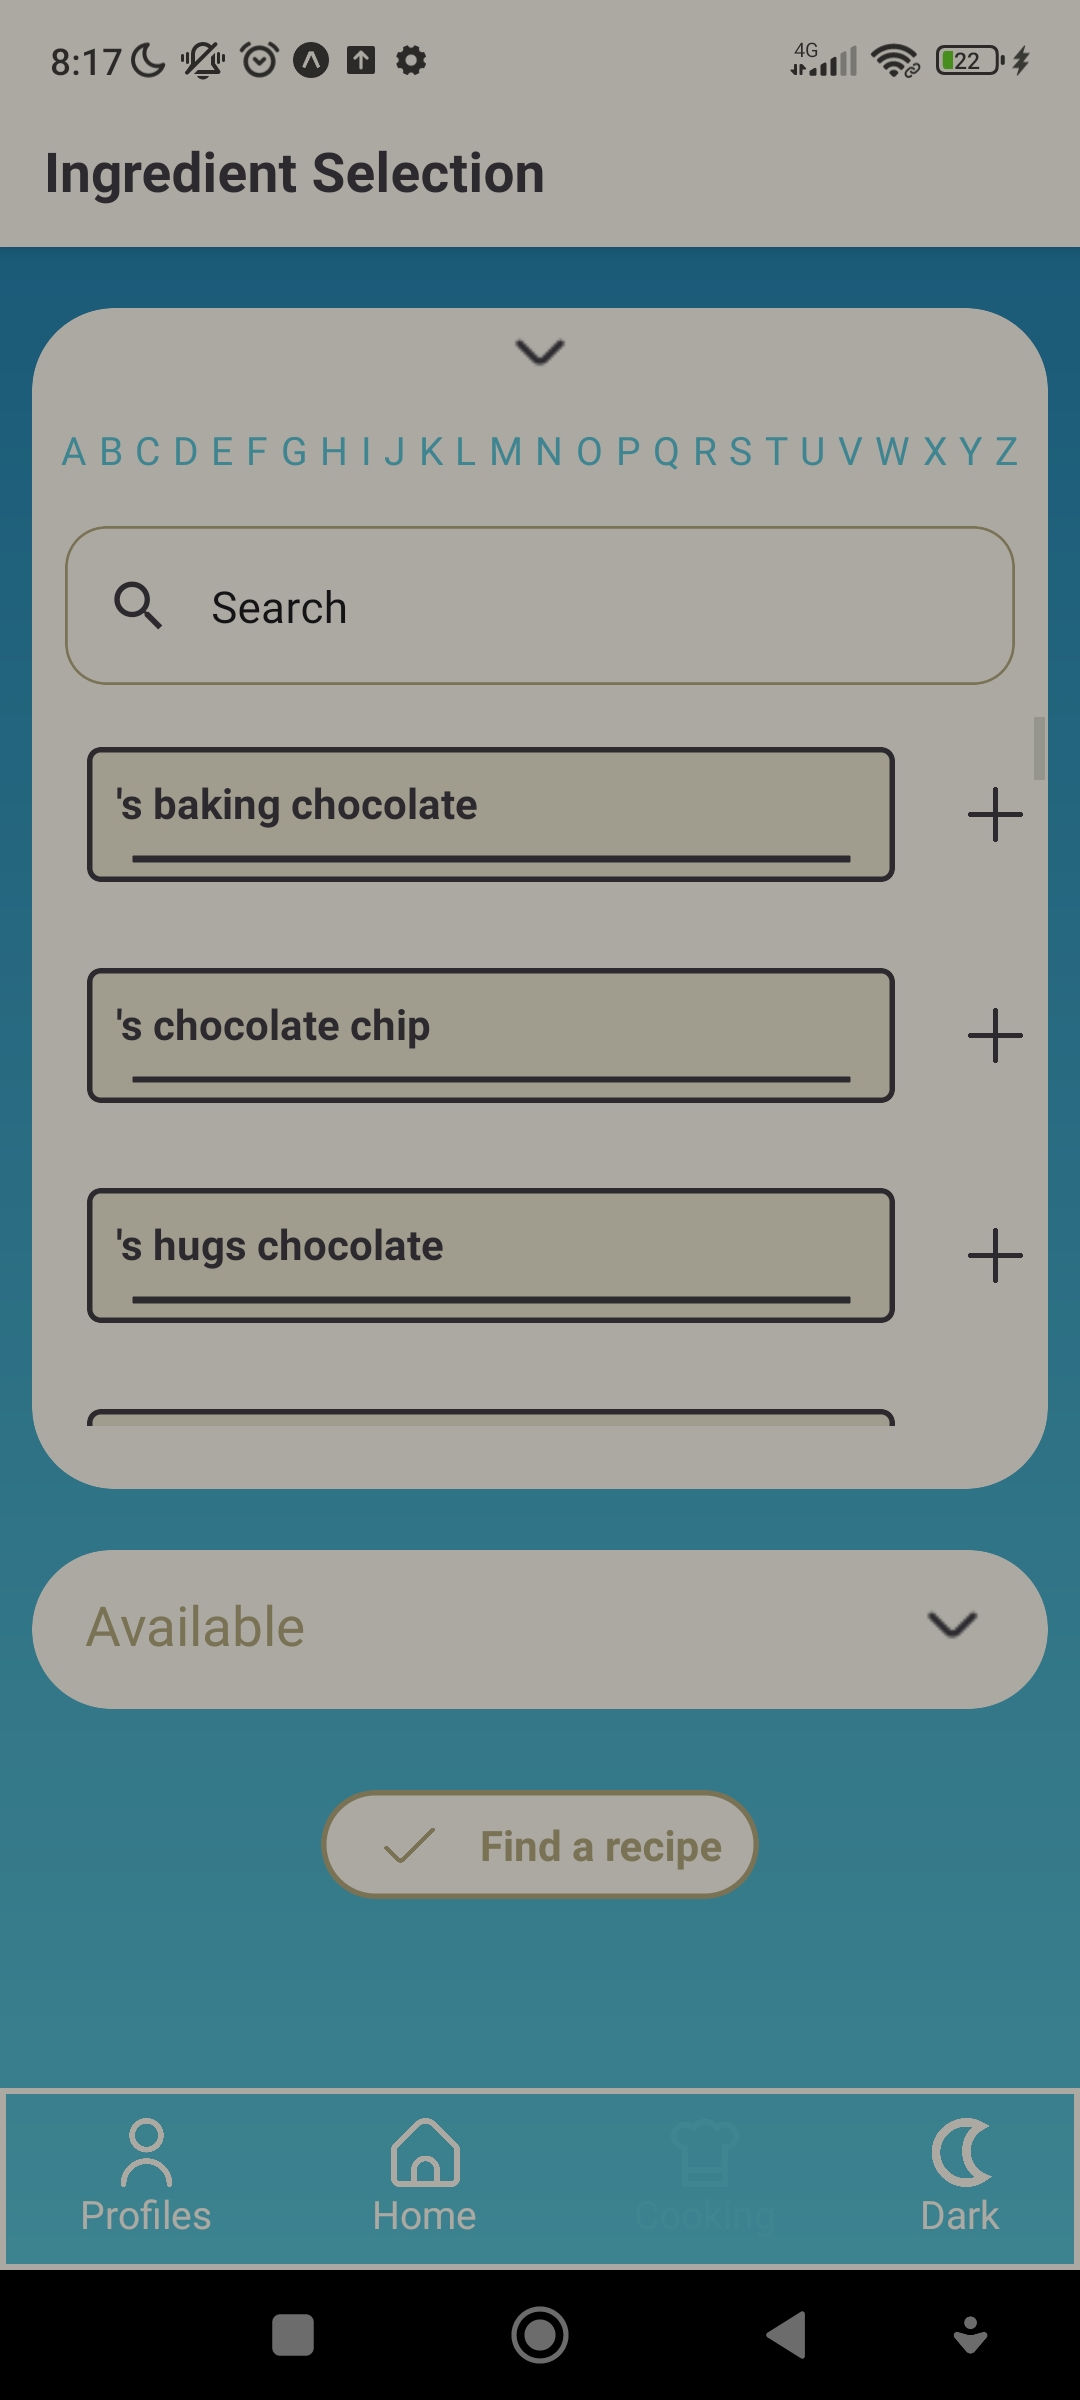 8:17
4G
22
Ingredient Selection
A B C D E F G H I J K L M N O P Q R S T U V W X Y Z
Search
's baking chocolate
's chocolate chip
's hugs chocolate
Available
Find a recipe
Profiles
Home
Cooking
Dark